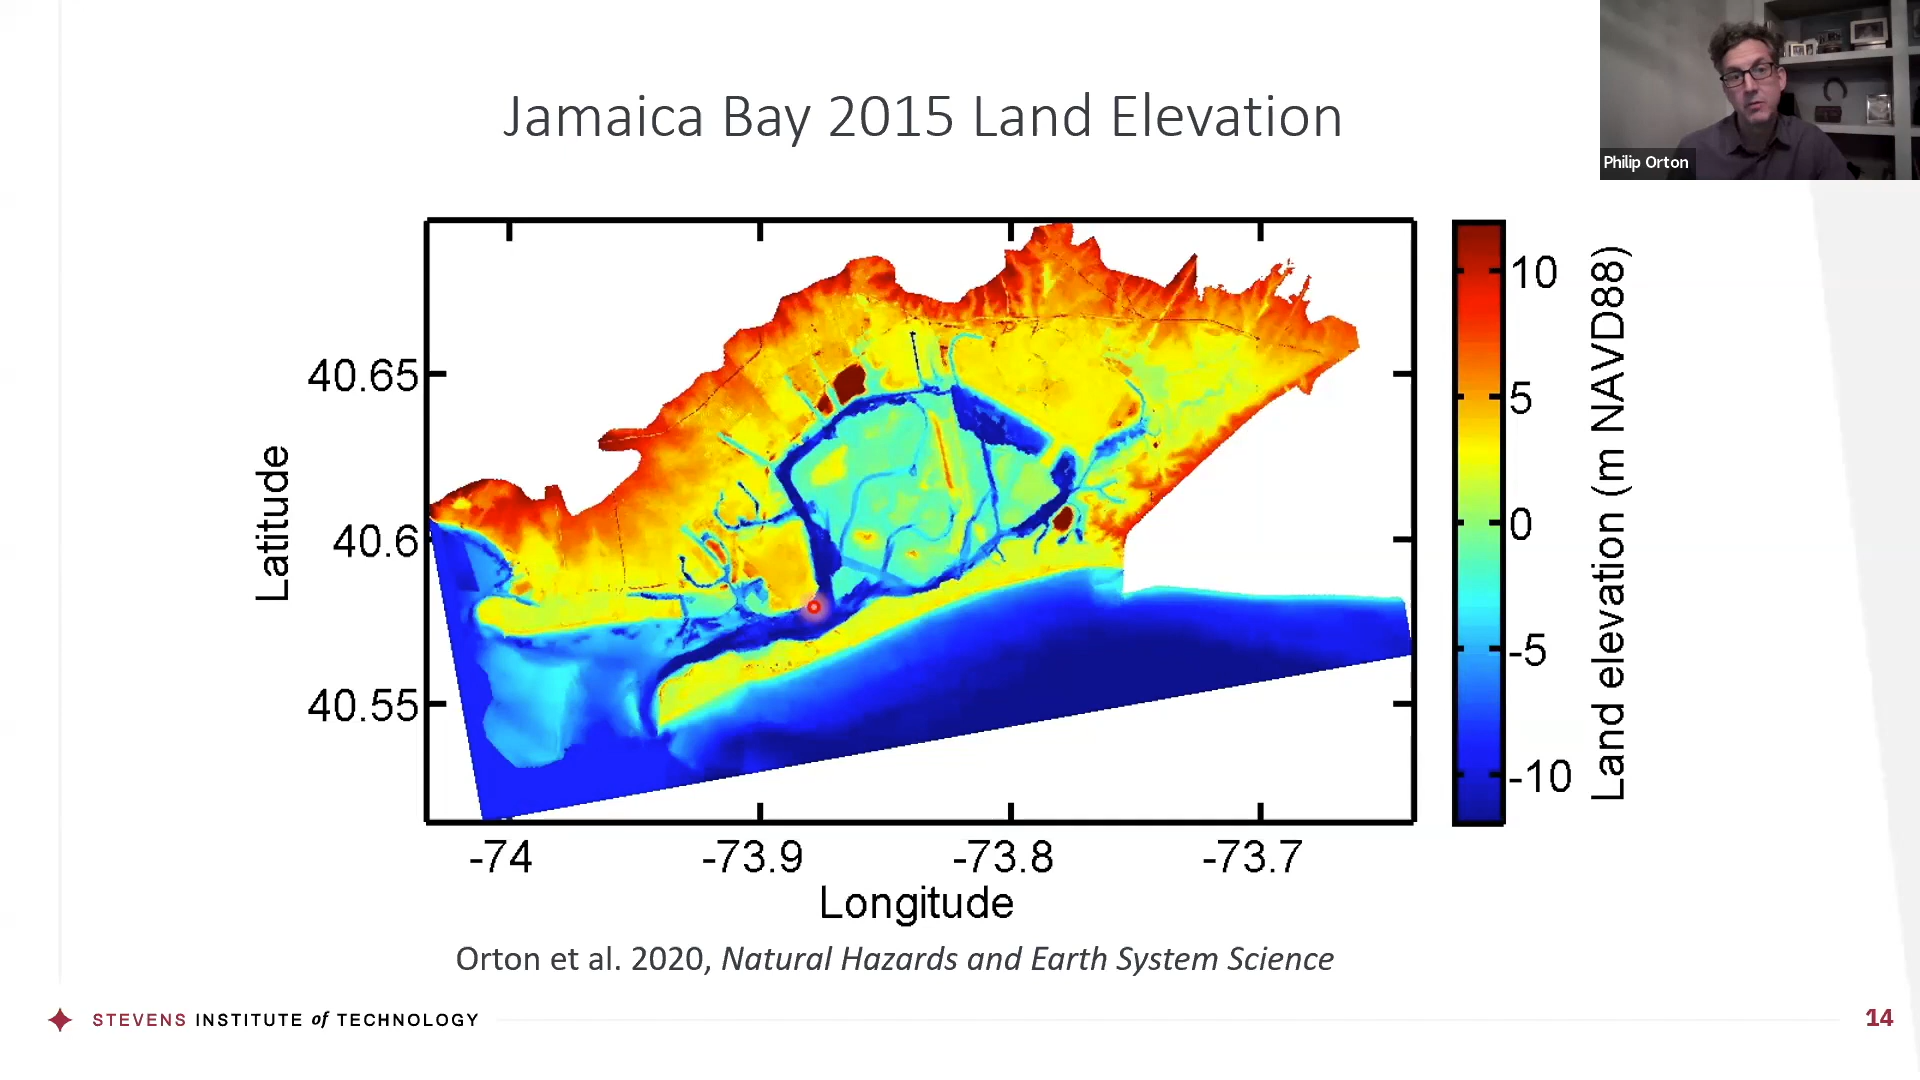 Jamaica Bay 2015 Land Elevation
Philip Orton
40.65
40.6
40.55
Latitude
-74
-73.9
-73.8
-73.7
Longitude
10
5
0
-5
-10
Land elevation (m NAVD88)
Orton et al. 2020, Natural Hazards and Earth System Science
STEVENS INSTITUTE of TECHNOLOGY
14